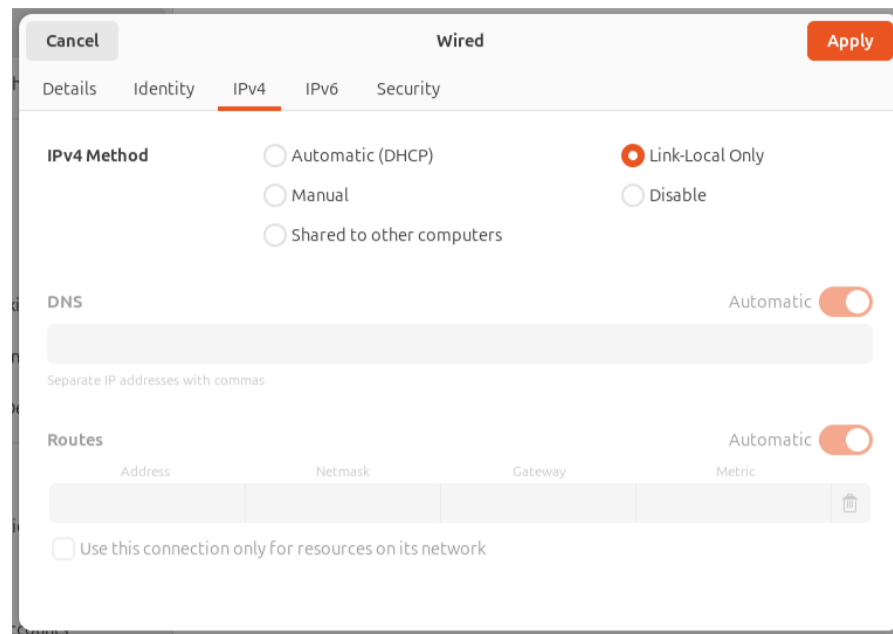 Cancel Wired Apply
Details Identity IPv4 IPv6 Security
IPv4 Method Automatic (DHCP) Link-Local Only
Manual Disable
Shared to other computers
DNS Automatic
Separate IP addresses with commas
Routes Automatic
Address Netmask Gateway Metric
Use this connection only for resources on its network